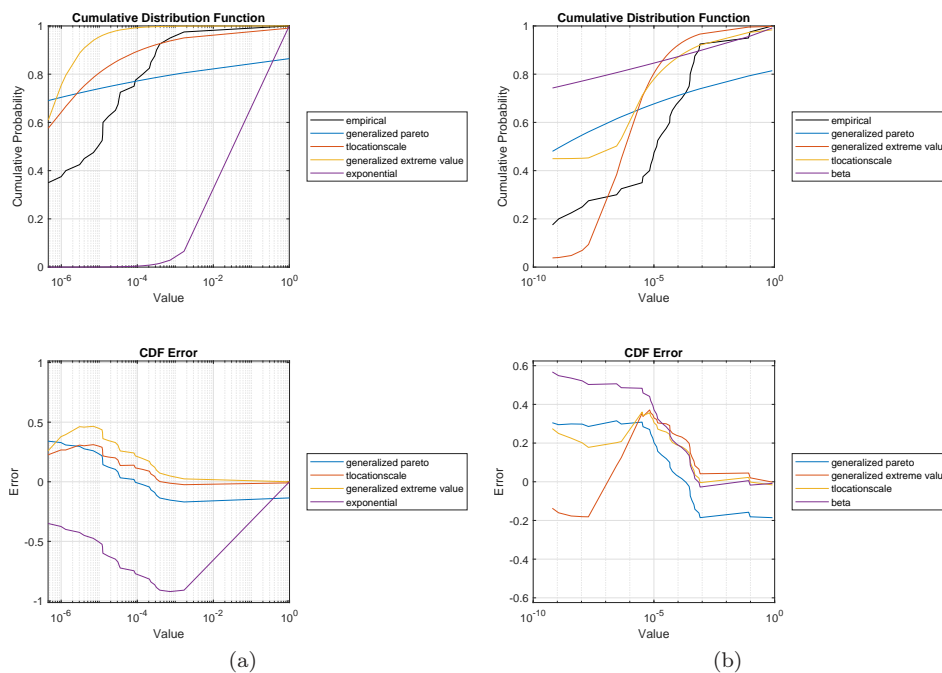 Cumulative Distribution Function
Cumulative Probability
1
0.8
0.6
0.4
0.2
0
10^-6
10^-4
10^-2
10^0
Value
empirical
generalized pareto
tlocationscale
generalized extreme value
exponential
Cumulative Distribution Function
Cumulative Probability
1
0.8
0.6
0.4
0.2
0
10^-10
10^-5
10^0
Value
empirical
generalized pareto
generalized extreme value
tlocationscale
beta
CDF Error
Error
1
0.5
0
-0.5
-1
10^-6
10^-4
10^-2
10^0
Value
generalized pareto
tlocationscale
generalized extreme value
exponential
CDF Error
Error
0.6
0.4
0.2
0
-0.2
-0.4
-0.6
10^-10
10^-5
10^0
Value
generalized pareto
generalized extreme value
tlocationscale
beta
(a)
(b)